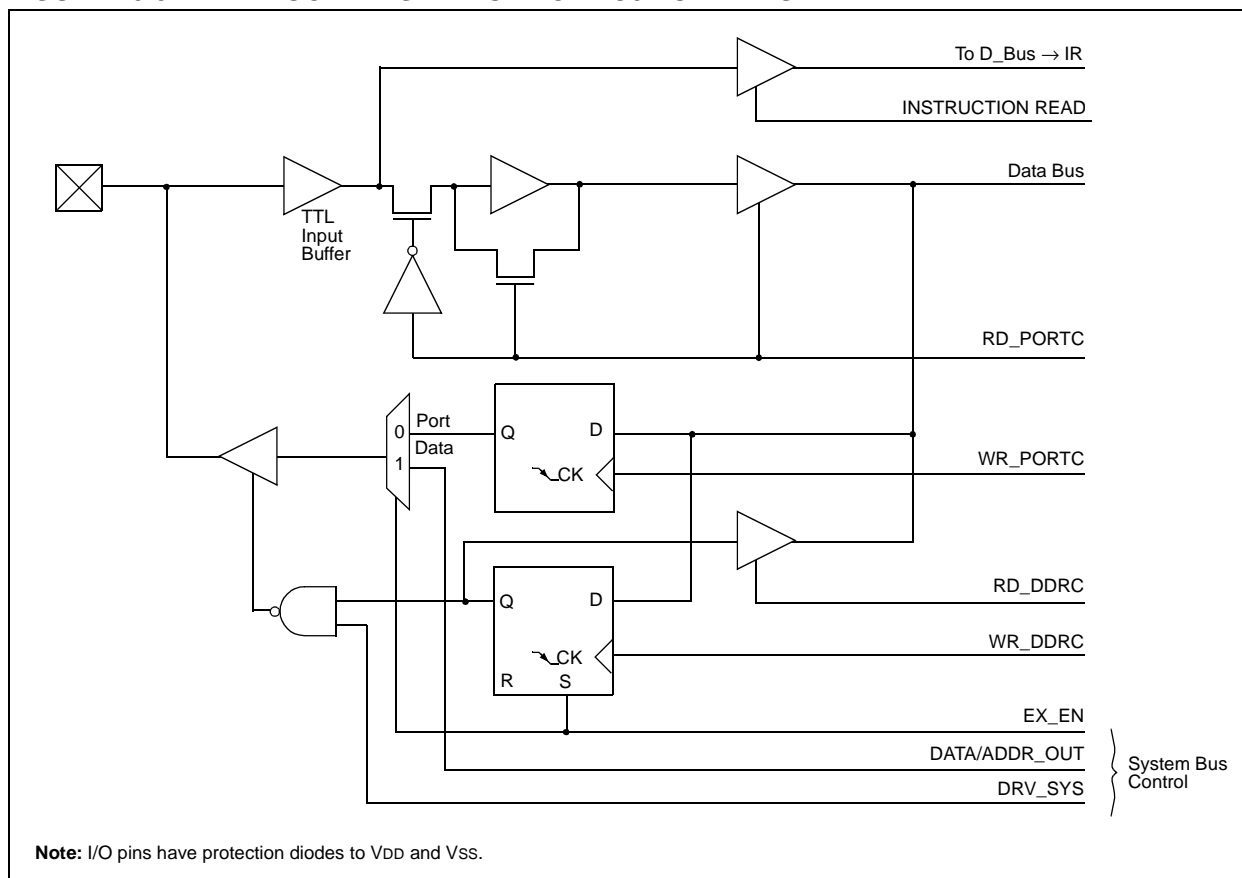 To D_Bus → IR
INSTRUCTION READ
Data Bus
TTL
Input
Buffer
RD_PORTC
Port
0
Data
1
Q
D
CK
WR_PORTC
RD_DDRC
Q
D
CK
WR_DDRC
R
S
EX_EN
DATA/ADDR_OUT
DRV_SYS
System Bus
Control
Note: I/O pins have protection diodes to VDD and VSS.